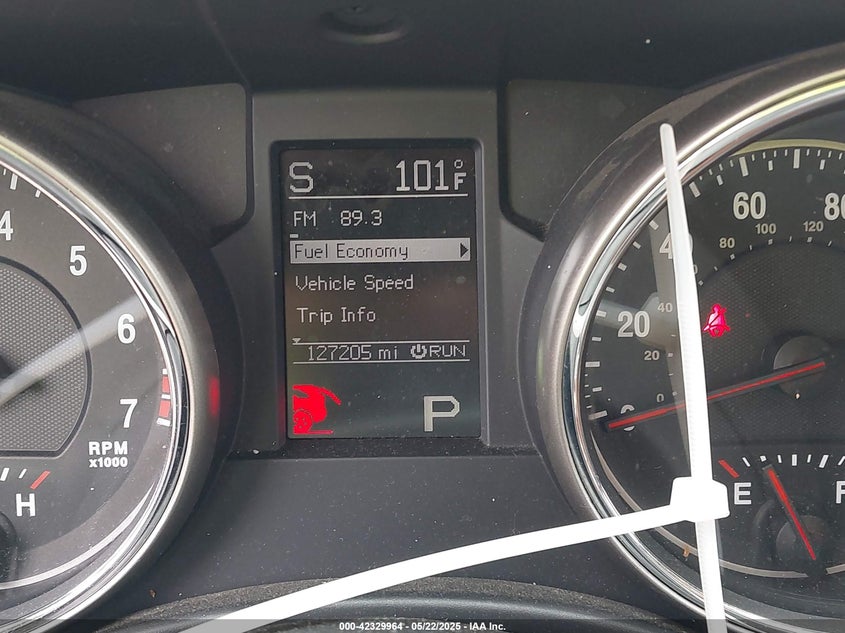 S 101°F
FM 89.3
Fuel Economy
Vehicle Speed
Trip Info
127205 mi RUN
P
4
5
6
7
RPM
x1000
H
0
20
60
80
20
40
80
100
120
E
F
000-42329964 - 05/22/2025 - IAA Inc.